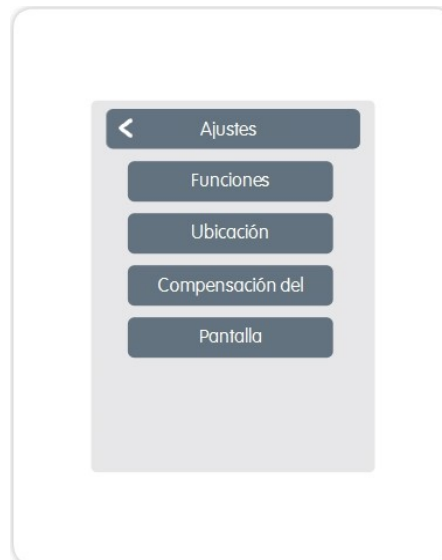 Ajustes
Funciones
Ubicación
Compensación del
Pantalla